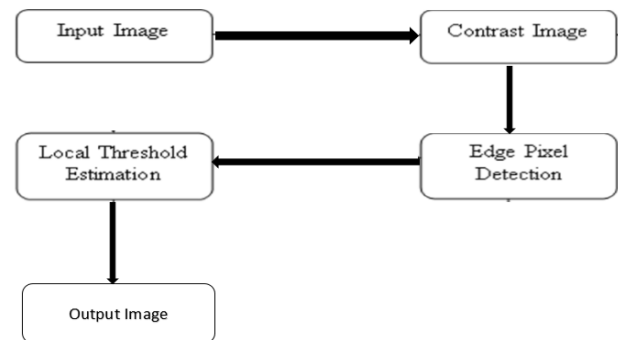 Input Image
Contrast Image
Edge Pixel
Detection
Local Threshold
Estimation
Output Image